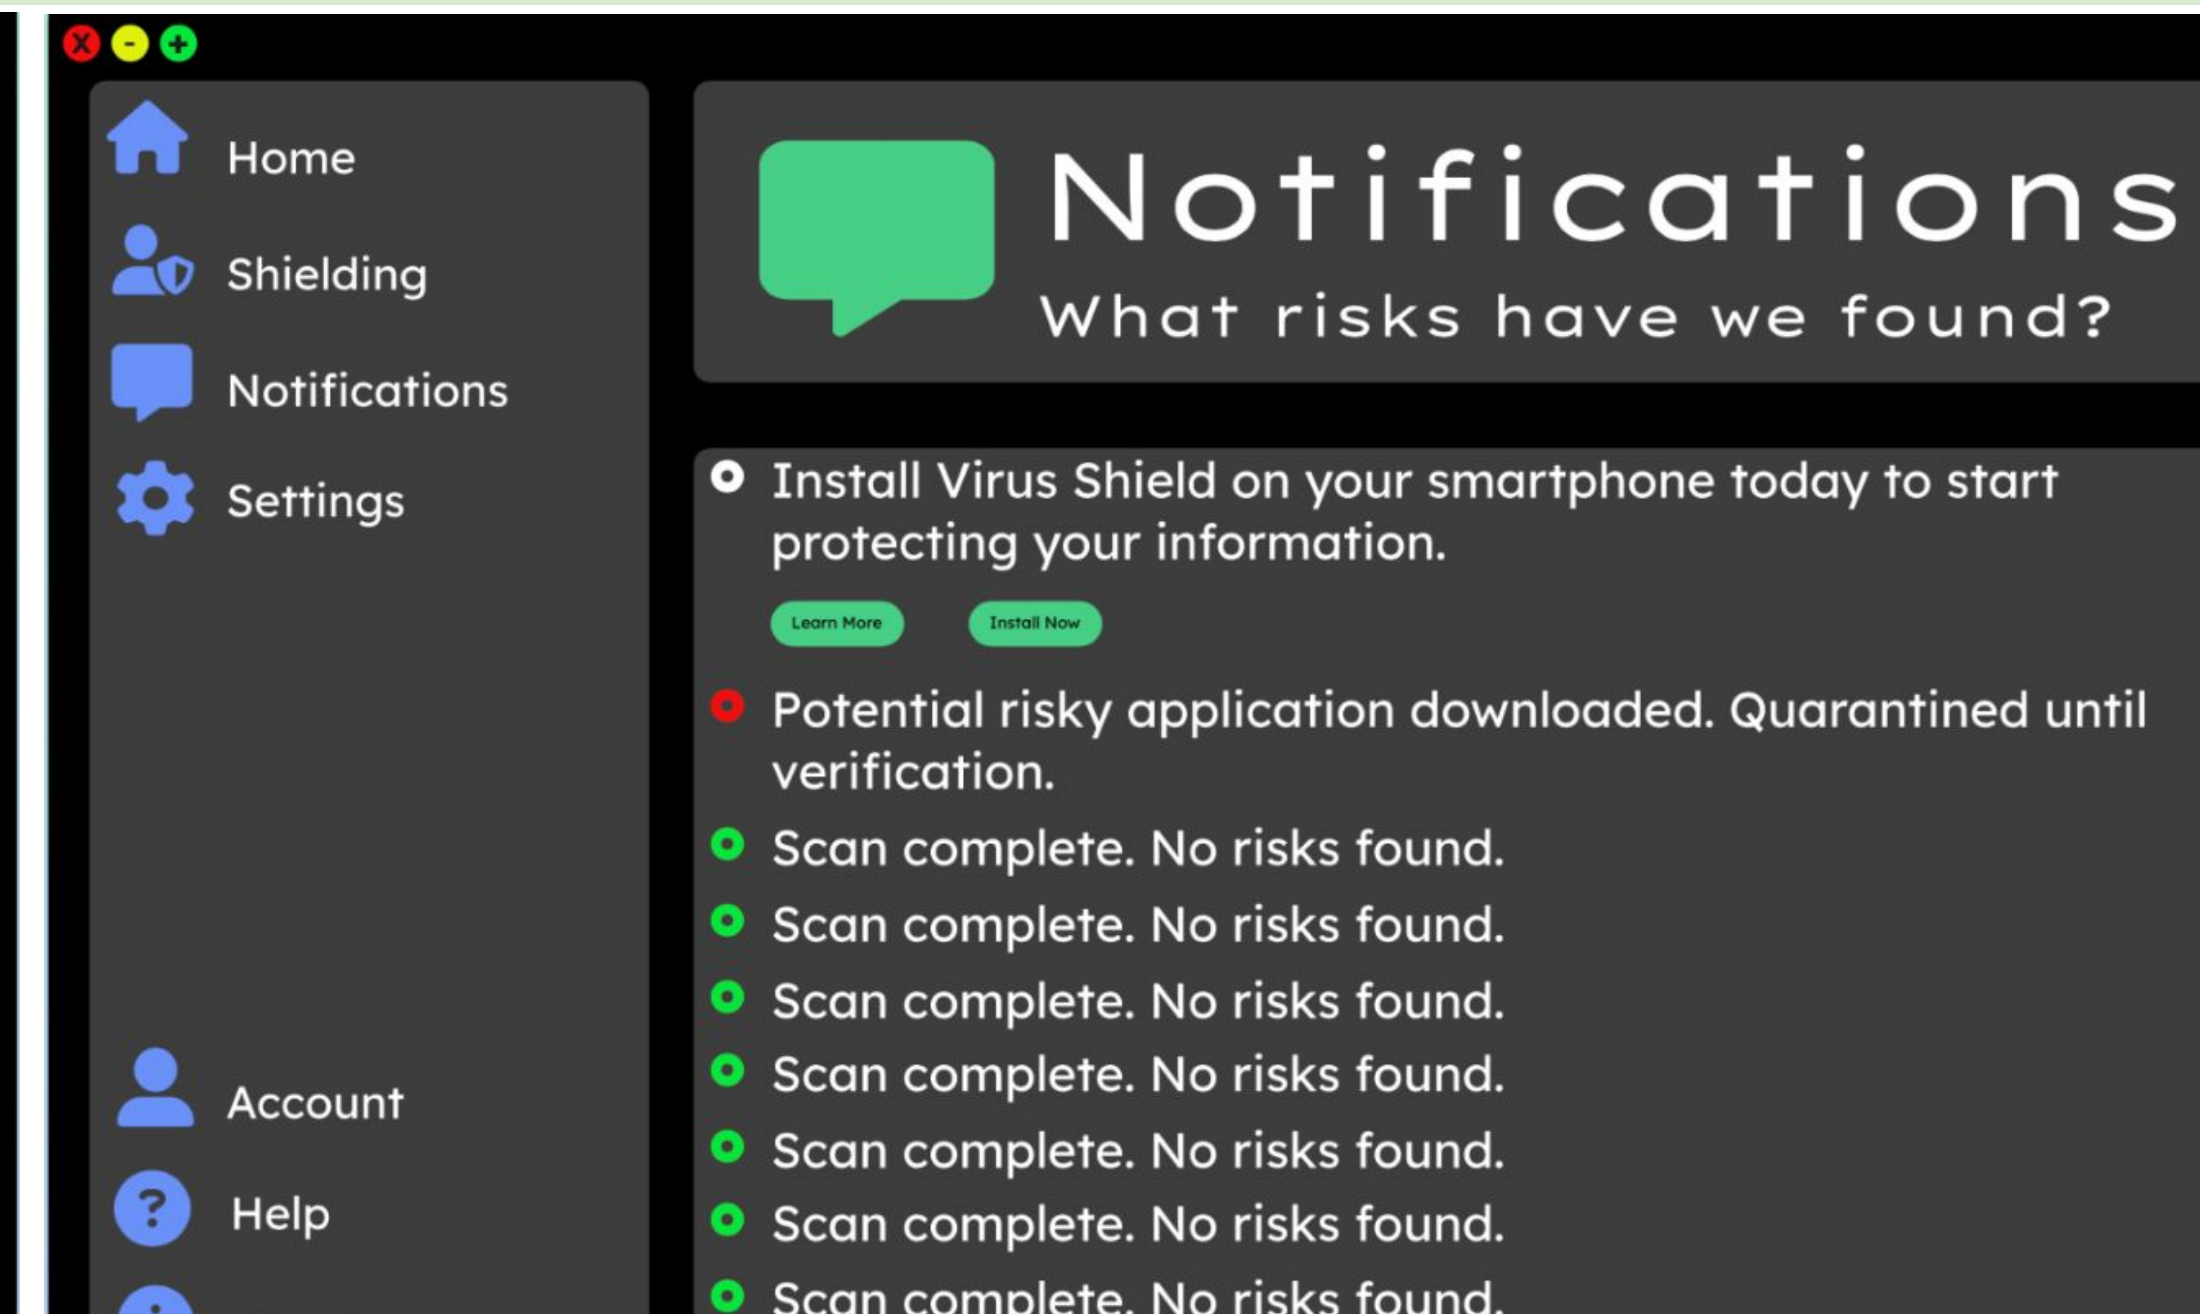 X - +
Home
Shielding
Notifications
Settings
Account
? Help
Notifications
What risks have we found?
Install Virus Shield on your smartphone today to start
protecting your information.
Learn More
Install Now
Potential risky application downloaded. Quarantined until
verification.
Scan complete. No risks found.
Scan complete. No risks found.
Scan complete. No risks found.
Scan complete. No risks found.
Scan complete. No risks found.
Scan complete. No risks found.
Scan complete. No risks found.